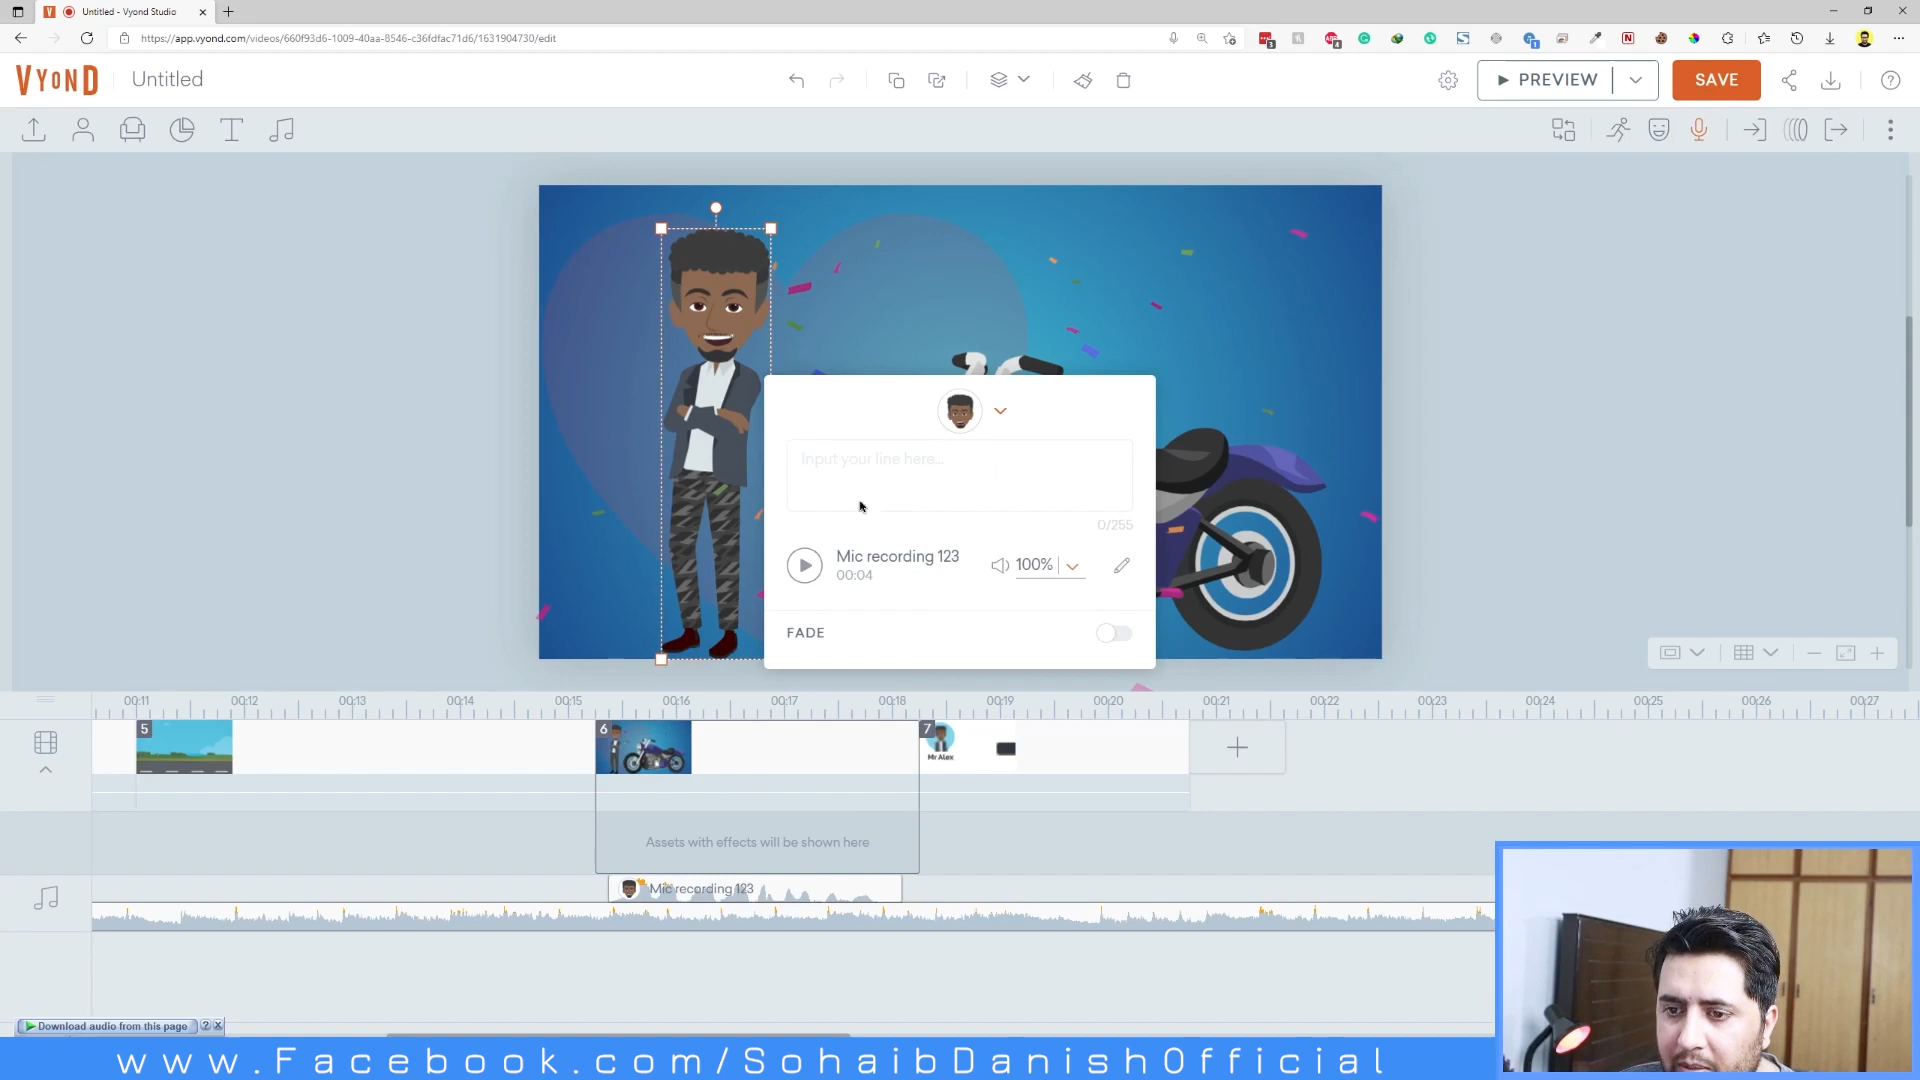 Untitled - Vyond Studio
https://app.vyond.com/videos/660f93d6-1009-40aa-8546-c36fdfac71d6/1631904730/edit
VYOND
Untitled
PREVIEW
SAVE
Input your line here...
0/255
Mic recording 123
00:04
100%
FADE
00:11 00:12 00:13 00:14 00:15 00:16 00:17 00:18 00:19 00:20 00:21 00:22 00:23 00:24 00:25 00:26 00:27
5
6
7
Mr Alex
Assets with effects will be shown here
Mic recording 123
Download audio from this page
www.Facebook.com/SohaibDanishOfficial